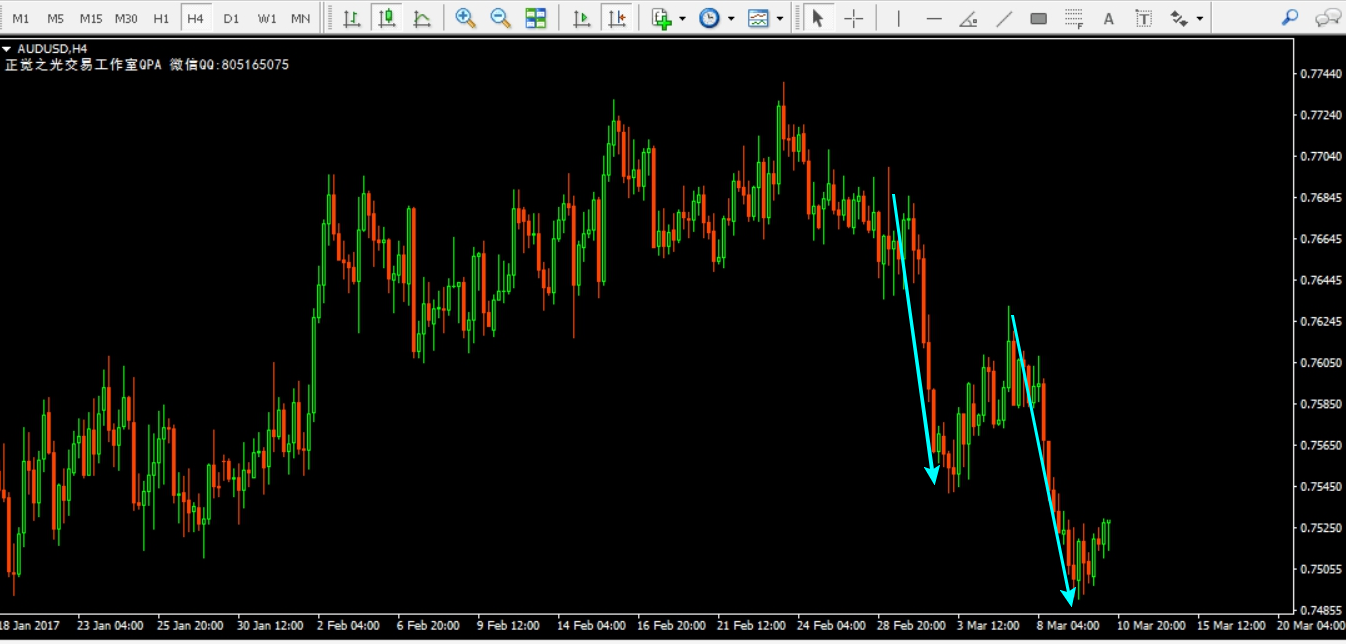 M1 M5 M15 M30 H1 H4 D1 W1 MN
A T
F
AUDUSD,H4
正觉之光交易工作室QPA 微信QQ:805165075
0.77440
0.77240
0.77040
0.76845
0.76645
0.76445
0.76245
0.76050
0.75850
0.75650
0.75450
0.75250
0.75055
0.74855
18 Jan 2017 23 Jan 04:00 25 Jan 20:00 30 Jan 12:00 2 Feb 04:00 6 Feb 20:00 9 Feb 12:00 14 Feb 04:00 16 Feb 20:00 21 Feb 12:00 24 Feb 04:00 28 Feb 20:00 3 Mar 12:00 8 Mar 04:00 10 Mar 20:00 15 Mar 12:00 20 Mar 04:00